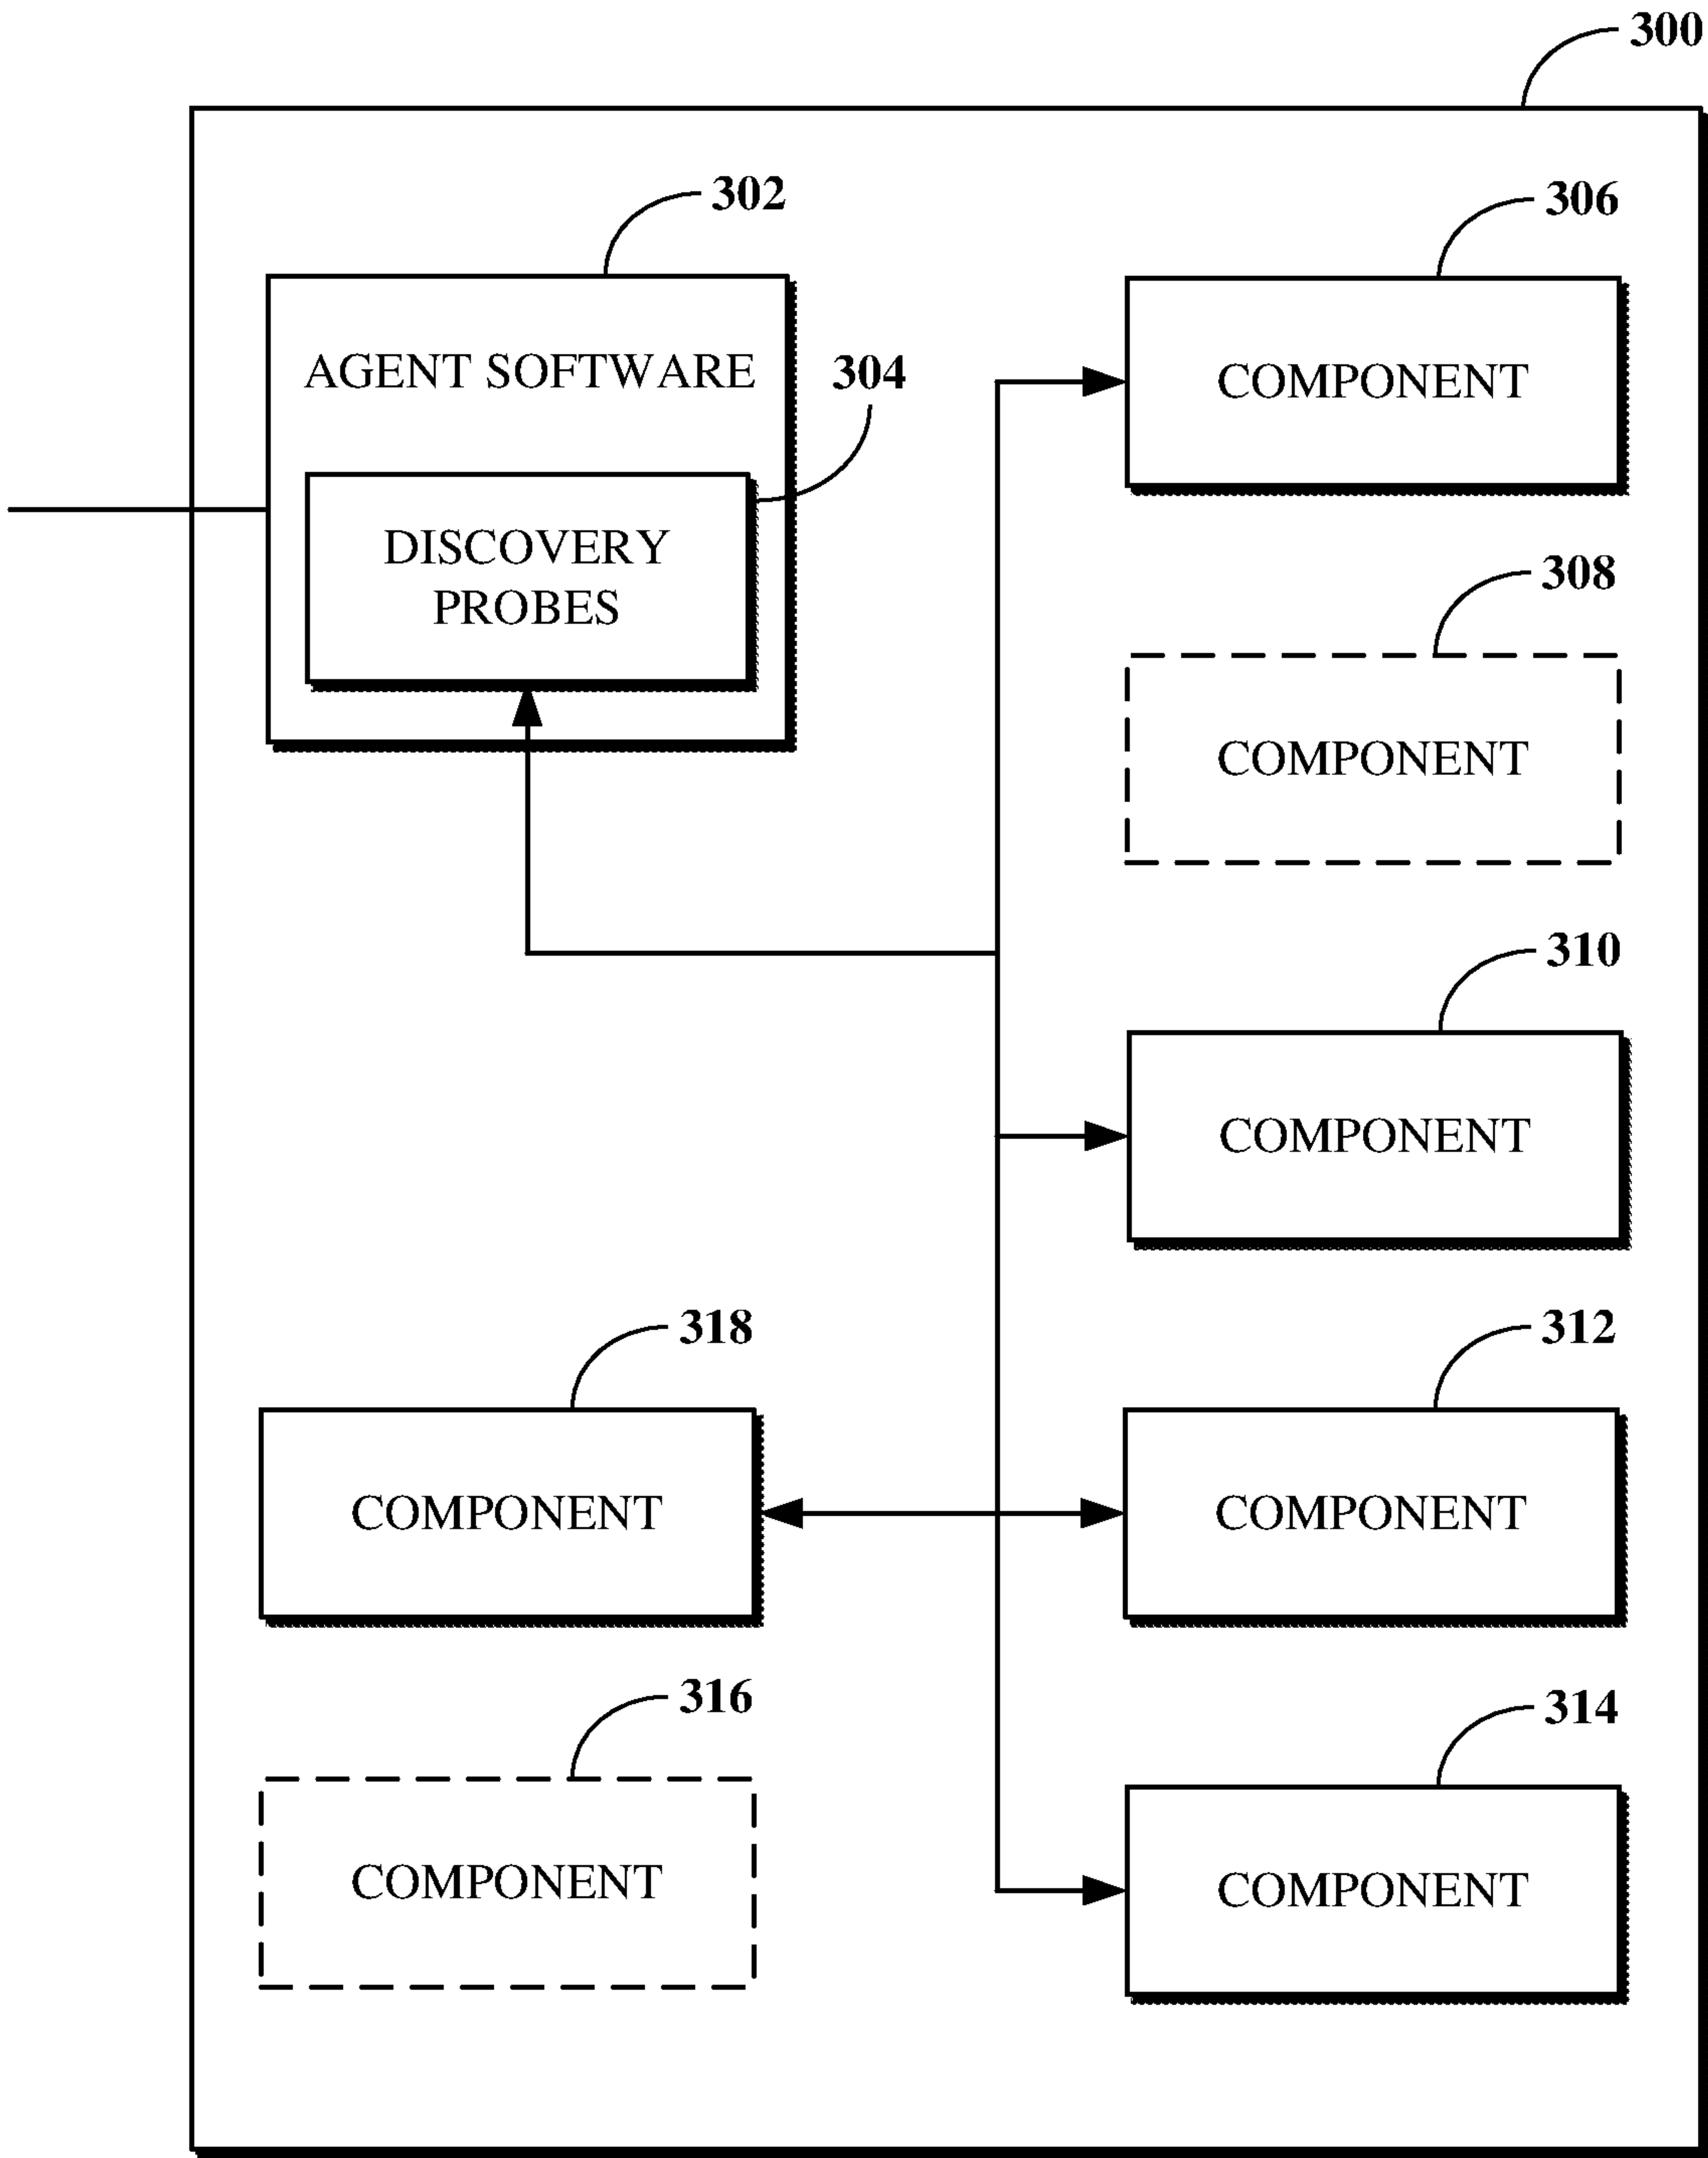 300
302
306
AGENT SOFTWARE
304
COMPONENT
DISCOVERY
PROBES
308
COMPONENT
310
COMPONENT
318
312
COMPONENT
COMPONENT
316
314
COMPONENT
COMPONENT